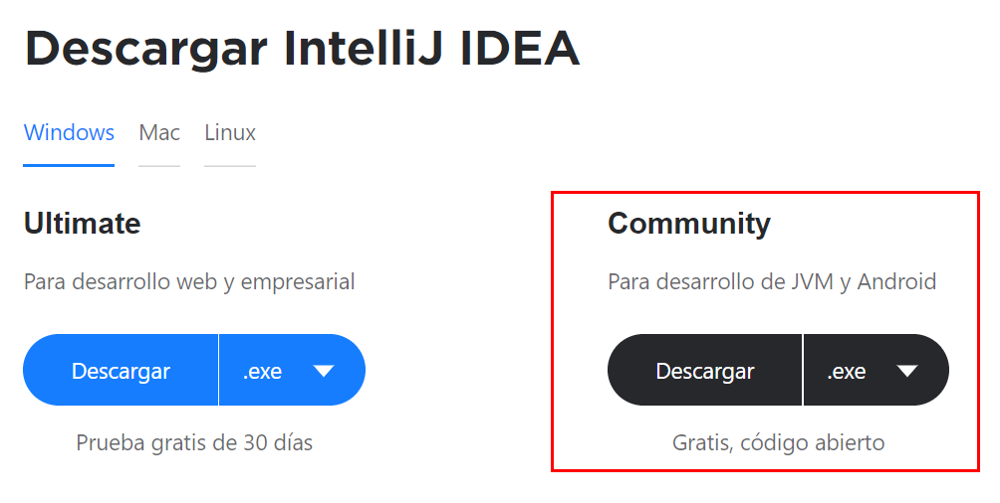 Descargar IntelliJ IDEA
Windows Mac Linux
Ultimate
Para desarrollo web y empresarial
Descargar .exe
Prueba gratis de 30 días
Community
Para desarrollo de JVM y Android
Descargar .exe
Gratis, código abierto